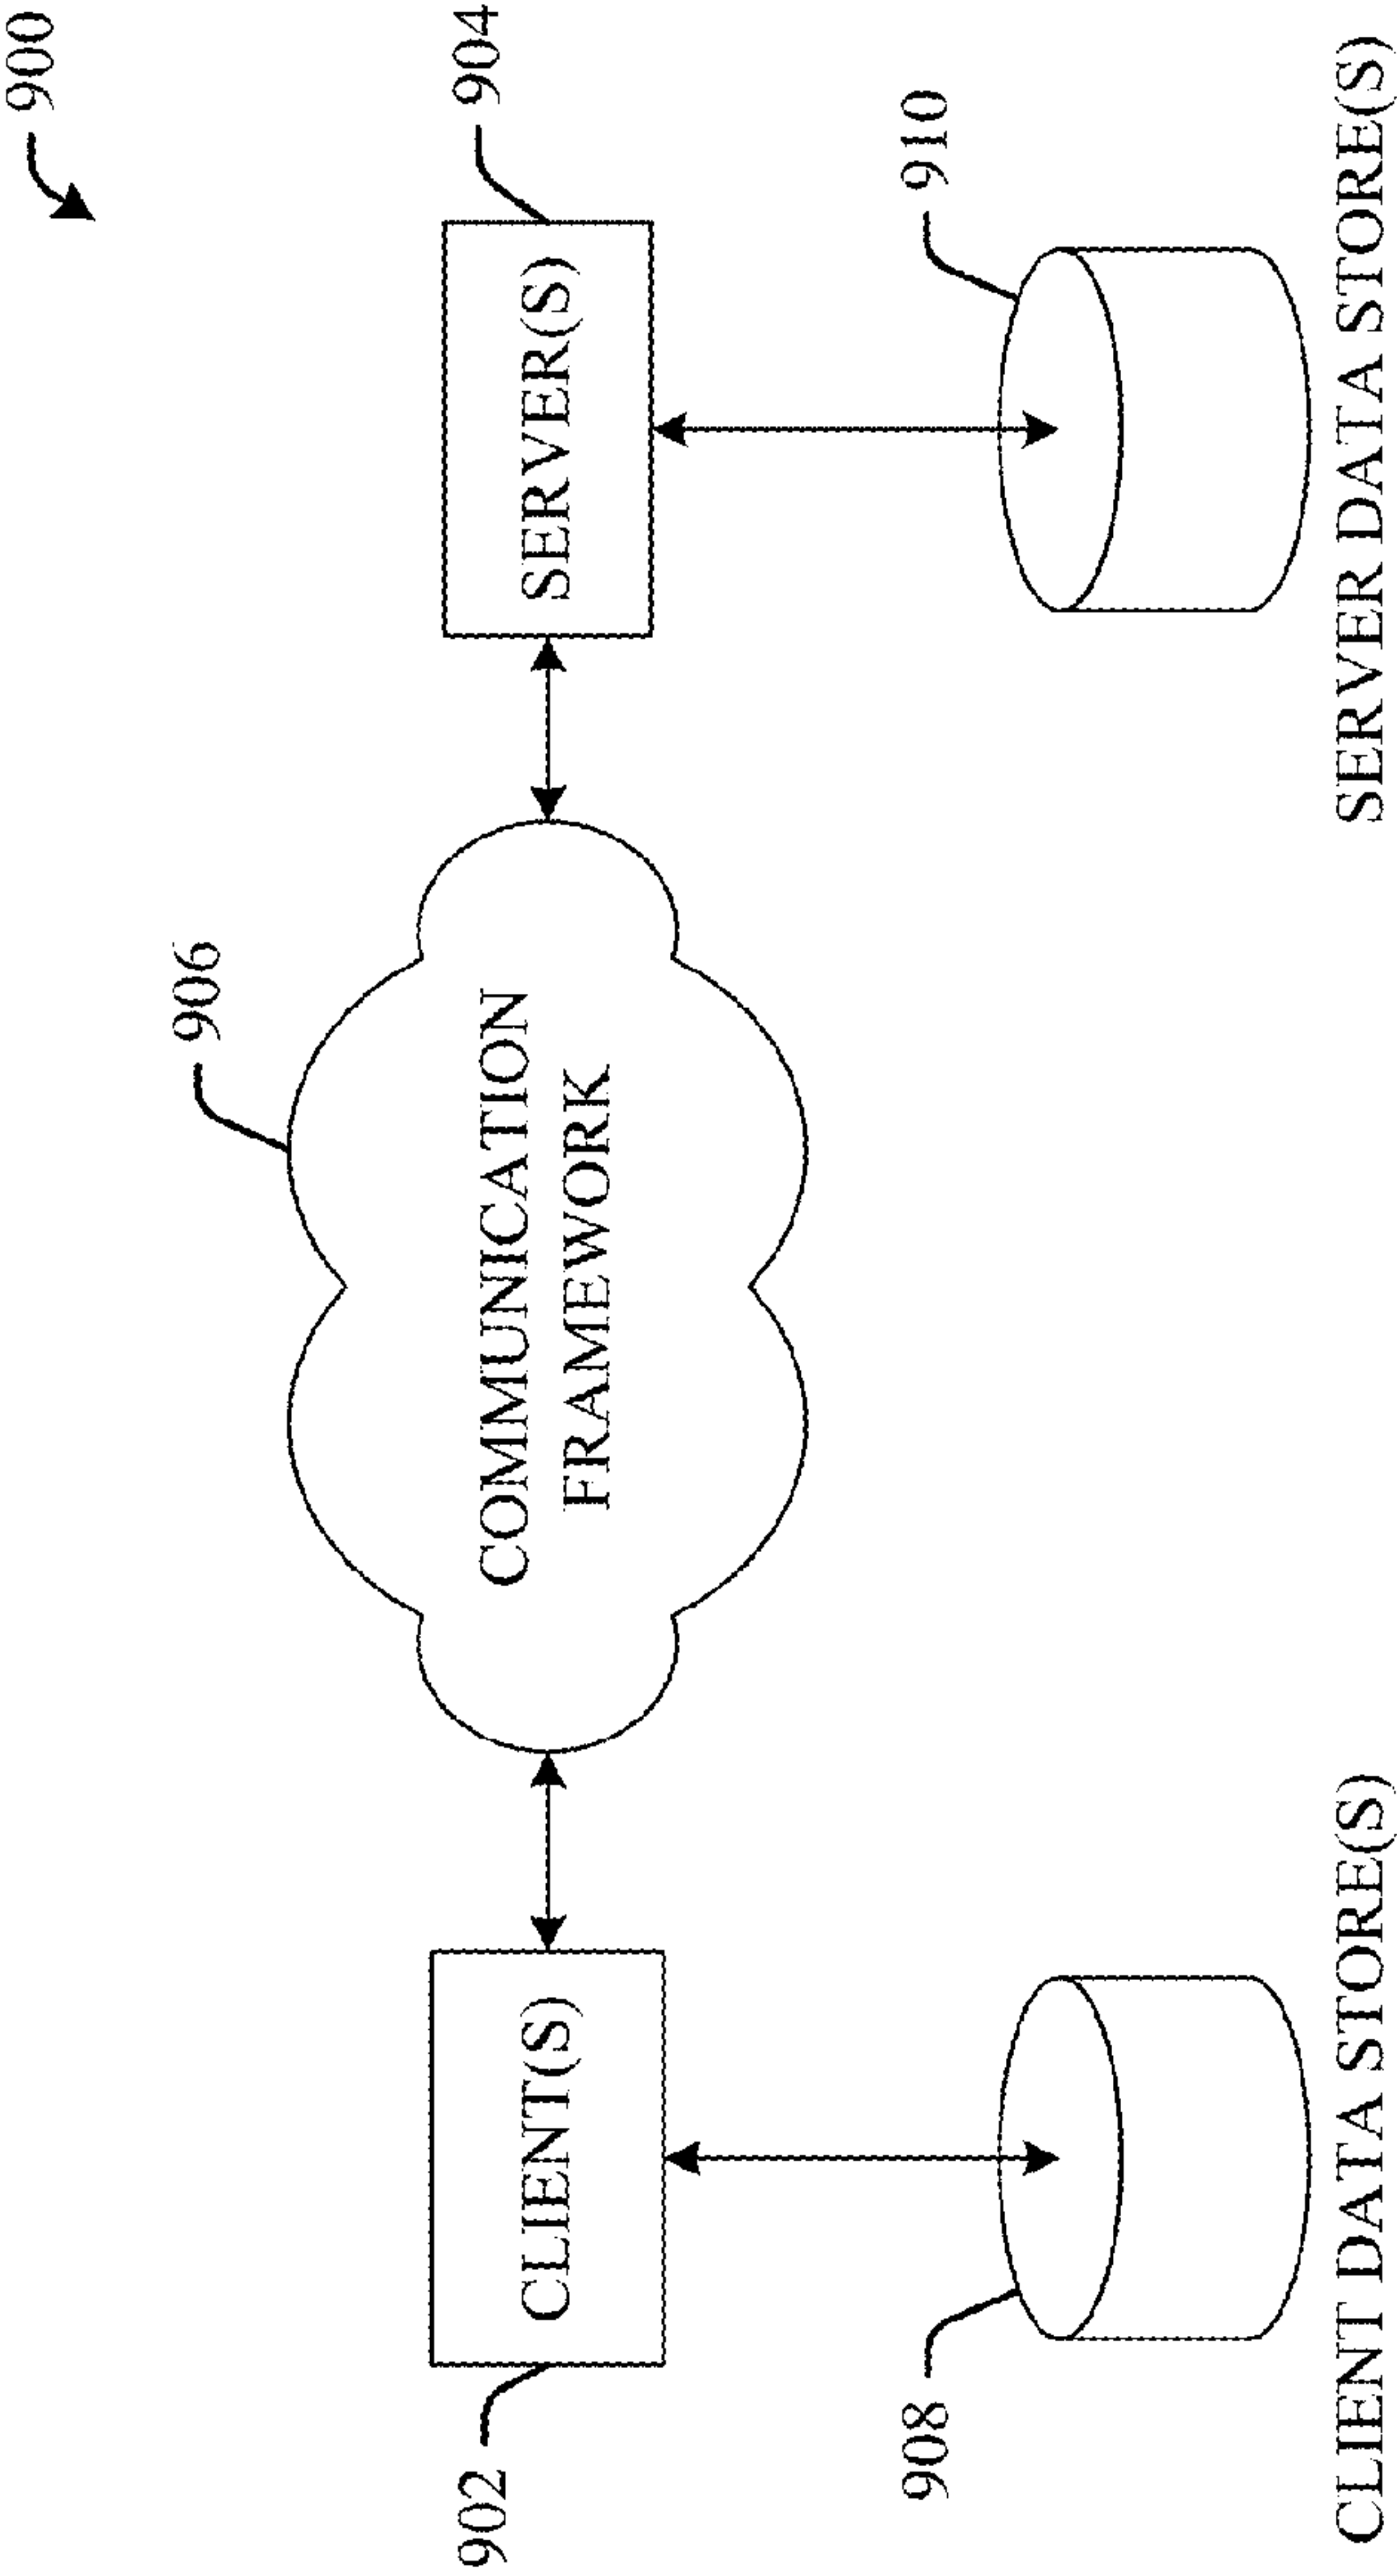 900
906
902
CLIENT(S)
COMMUNICATION
FRAMEWORK
SERVER(S)
904
908
910
CLIENT DATA STORE(S)
SERVER DATA STORE(S)